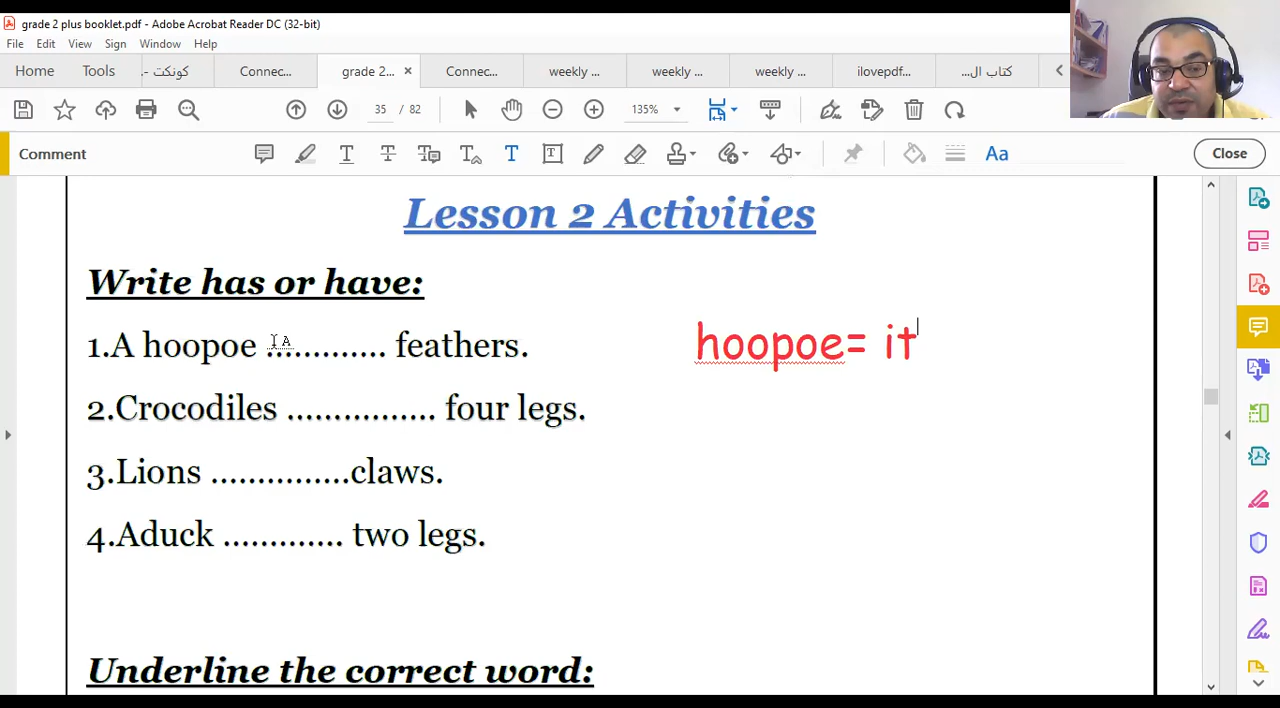 grade 2 plus booklet.pdf - Adobe Acrobat Reader DC (32-bit)
File Edit View Sign Window Help
Home Tools كونكت -.. Connec... grade 2... × Connec... weekly ... weekly ... weekly ... ilovepdf... كتاب ال...
35 / 82 135%
Comment Aa Close
Lesson 2 Activities
Write has or have:
1.A hoopoe ............. feathers. hoopoe= it
2.Crocodiles ................ four legs.
3.Lions ...............claws.
4.Aduck ............. two legs.
Underline the correct word: